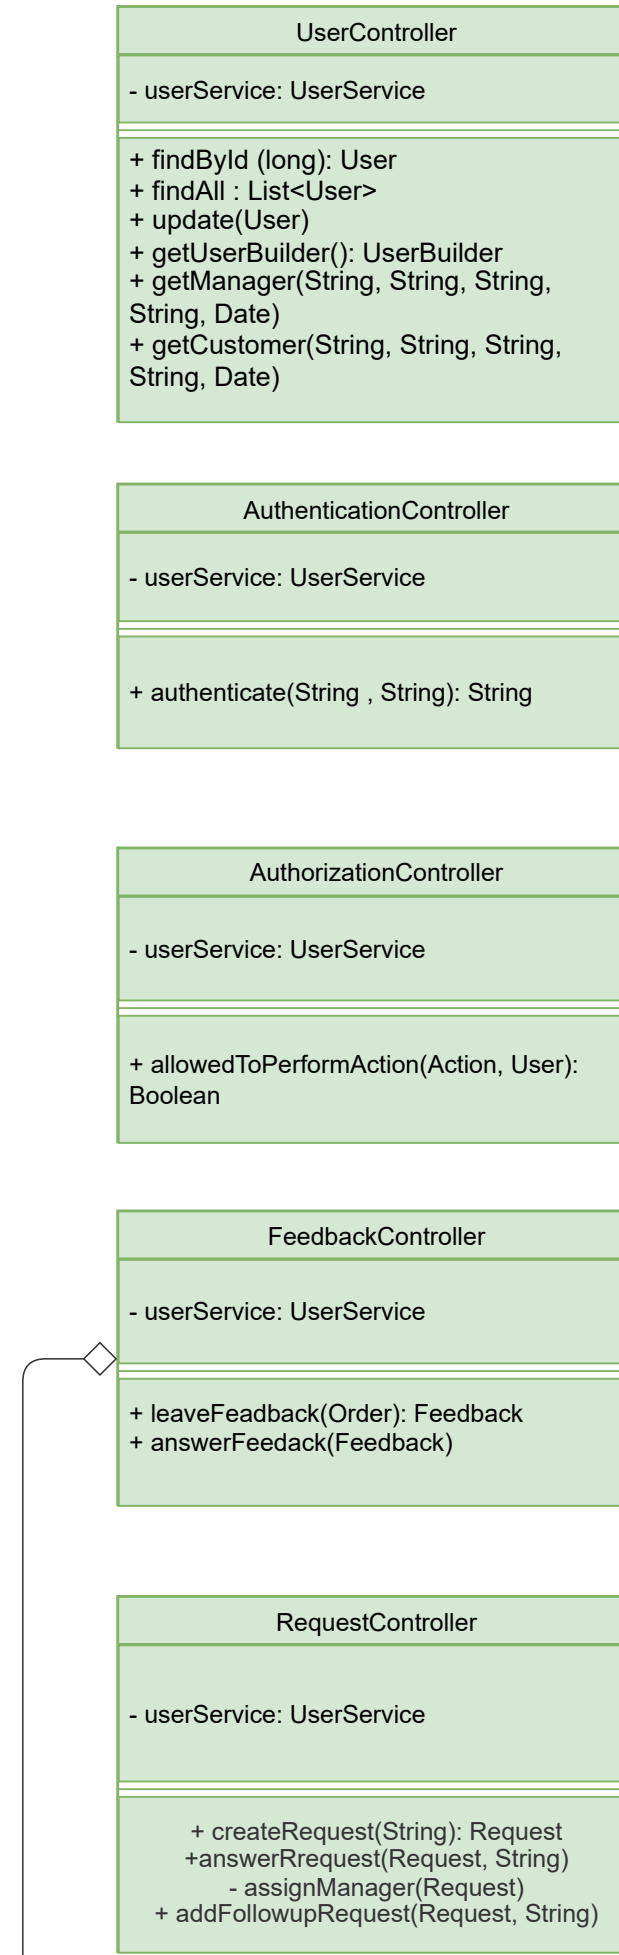 UserController
- userService: UserService
+ findById (long): User
+ findAll : List<User>
+ update(User)
+ getUserBuilder(): UserBuilder
+ getManager(String, String, String,
String, Date)
+ getCustomer(String, String, String,
String, Date)
AuthenticationController
- userService: UserService
+ authenticate(String , String): String
AuthorizationController
- userService: UserService
+ allowedToPerformAction(Action, User):
Boolean
FeedbackController
- userService: UserService
+ leaveFeadback(Order): Feedback
+ answerFeedack(Feedback)
RequestController
- userService: UserService
+ createRequest(String): Request
+answerRrequest(Request, String)
- assignManager(Request)
+ addFollowupRequest(Request, String)